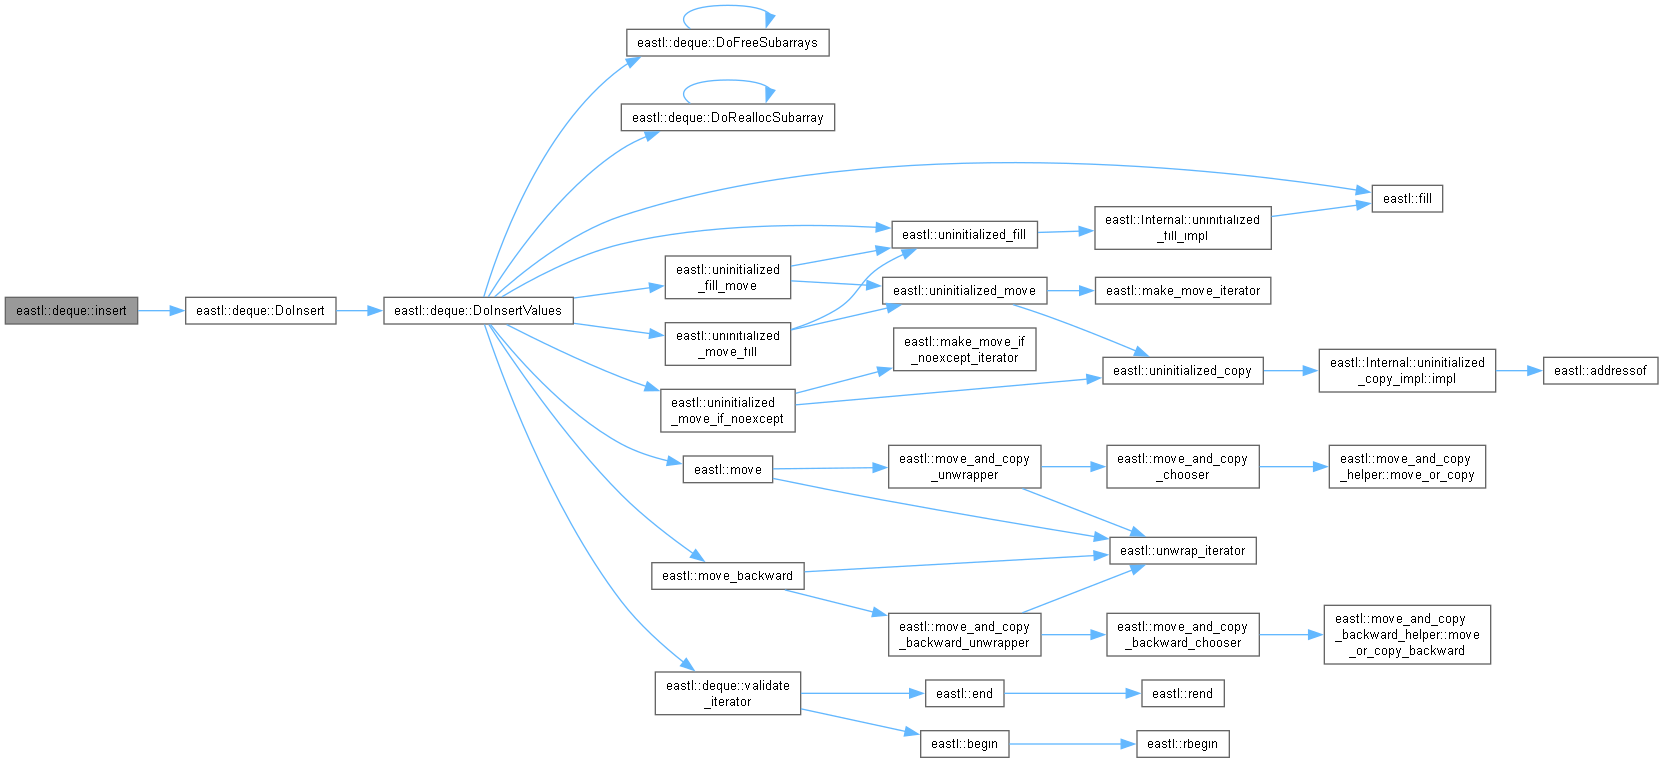 eastl::deque::insert
eastl::deque::DoInsert
eastl::deque::DoInsertValues
eastl::deque::DoFreeSubarrays
eastl::deque::DoReallocSubarray
eastl::fill
eastl::uninitialized_fill
eastl::Internal::uninitialized
_fill_impl
eastl::uninitialized
_fill_move
eastl::uninitialized_move
eastl::make_move_iterator
eastl::uninitialized
_move_fill
eastl::make_move_if
_noexcept_iterator
eastl::uninitialized_copy
eastl::Internal::uninitialized
_copy_impl::impl
eastl::addressof
eastl::uninitialized
_move_if_noexcept
eastl::move
eastl::move_and_copy
_unwrapper
eastl::move_and_copy
_chooser
eastl::move_and_copy
_helper::move_or_copy
eastl::unwrap_iterator
eastl::move_backward
eastl::move_and_copy
_backward_unwrapper
eastl::move_and_copy
_backward_chooser
eastl::move_and_copy
_backward_helper::move
_or_copy_backward
eastl::deque::validate
_iterator
eastl::end
eastl::rend
eastl::begin
eastl::rbegin